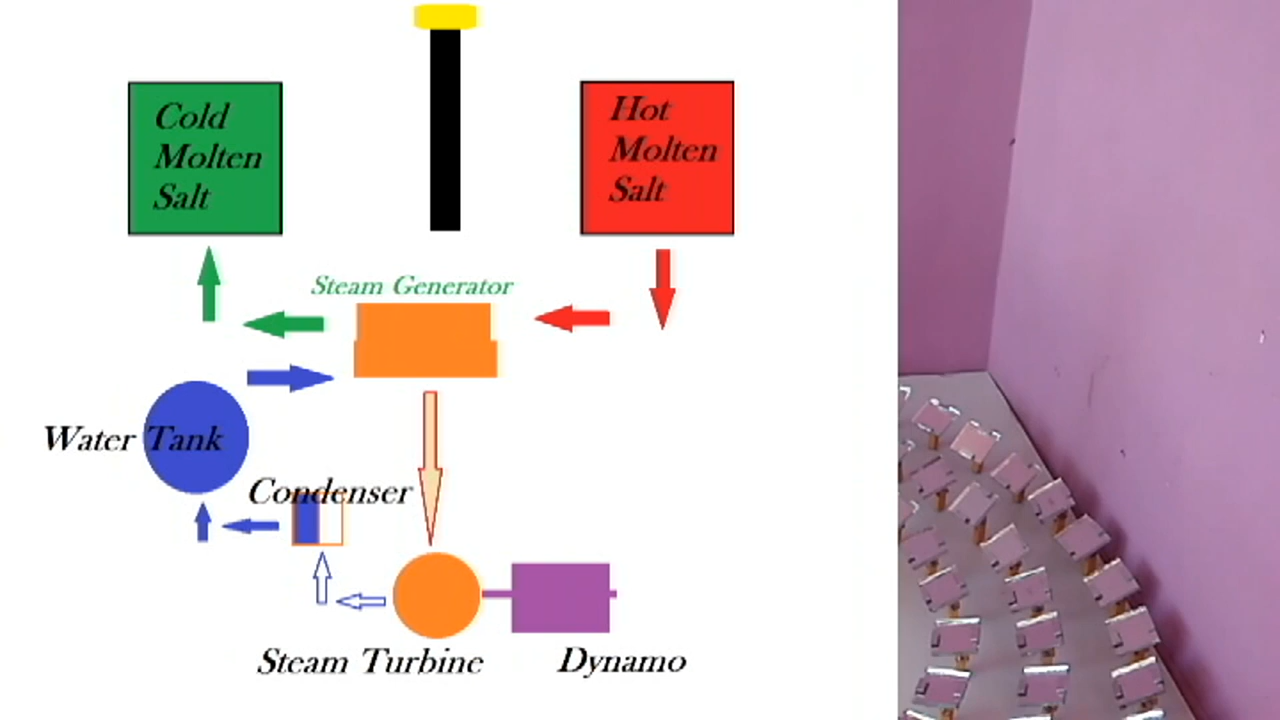 Cold
Molten
Salt
Hot
Molten
Salt
Steam Generator
Water Tank
Condenser
Steam Turbine
Dynamo